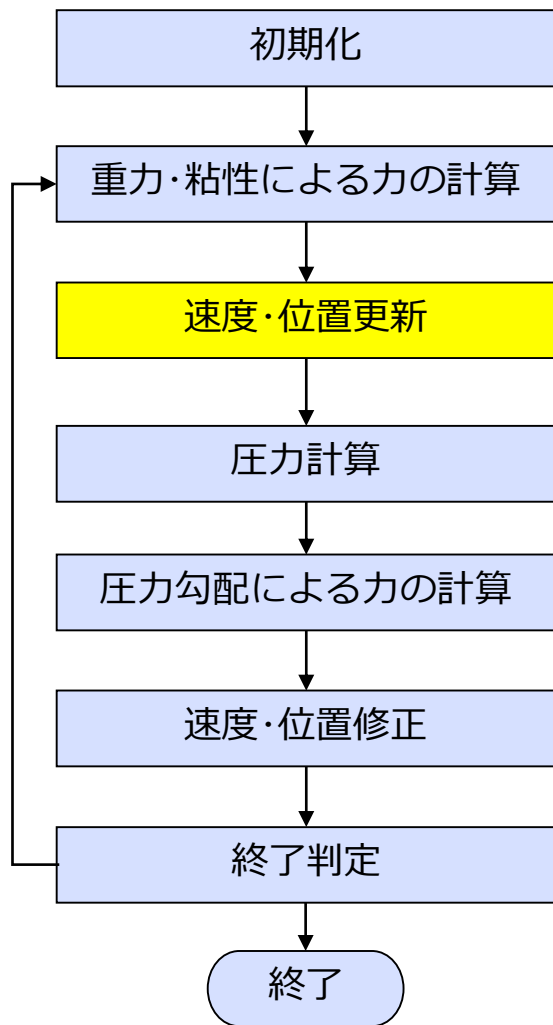 初期化
重力・粘性による力の計算
速度・位置更新
圧力計算
圧力勾配による力の計算
速度・位置修正
終了判定
終了